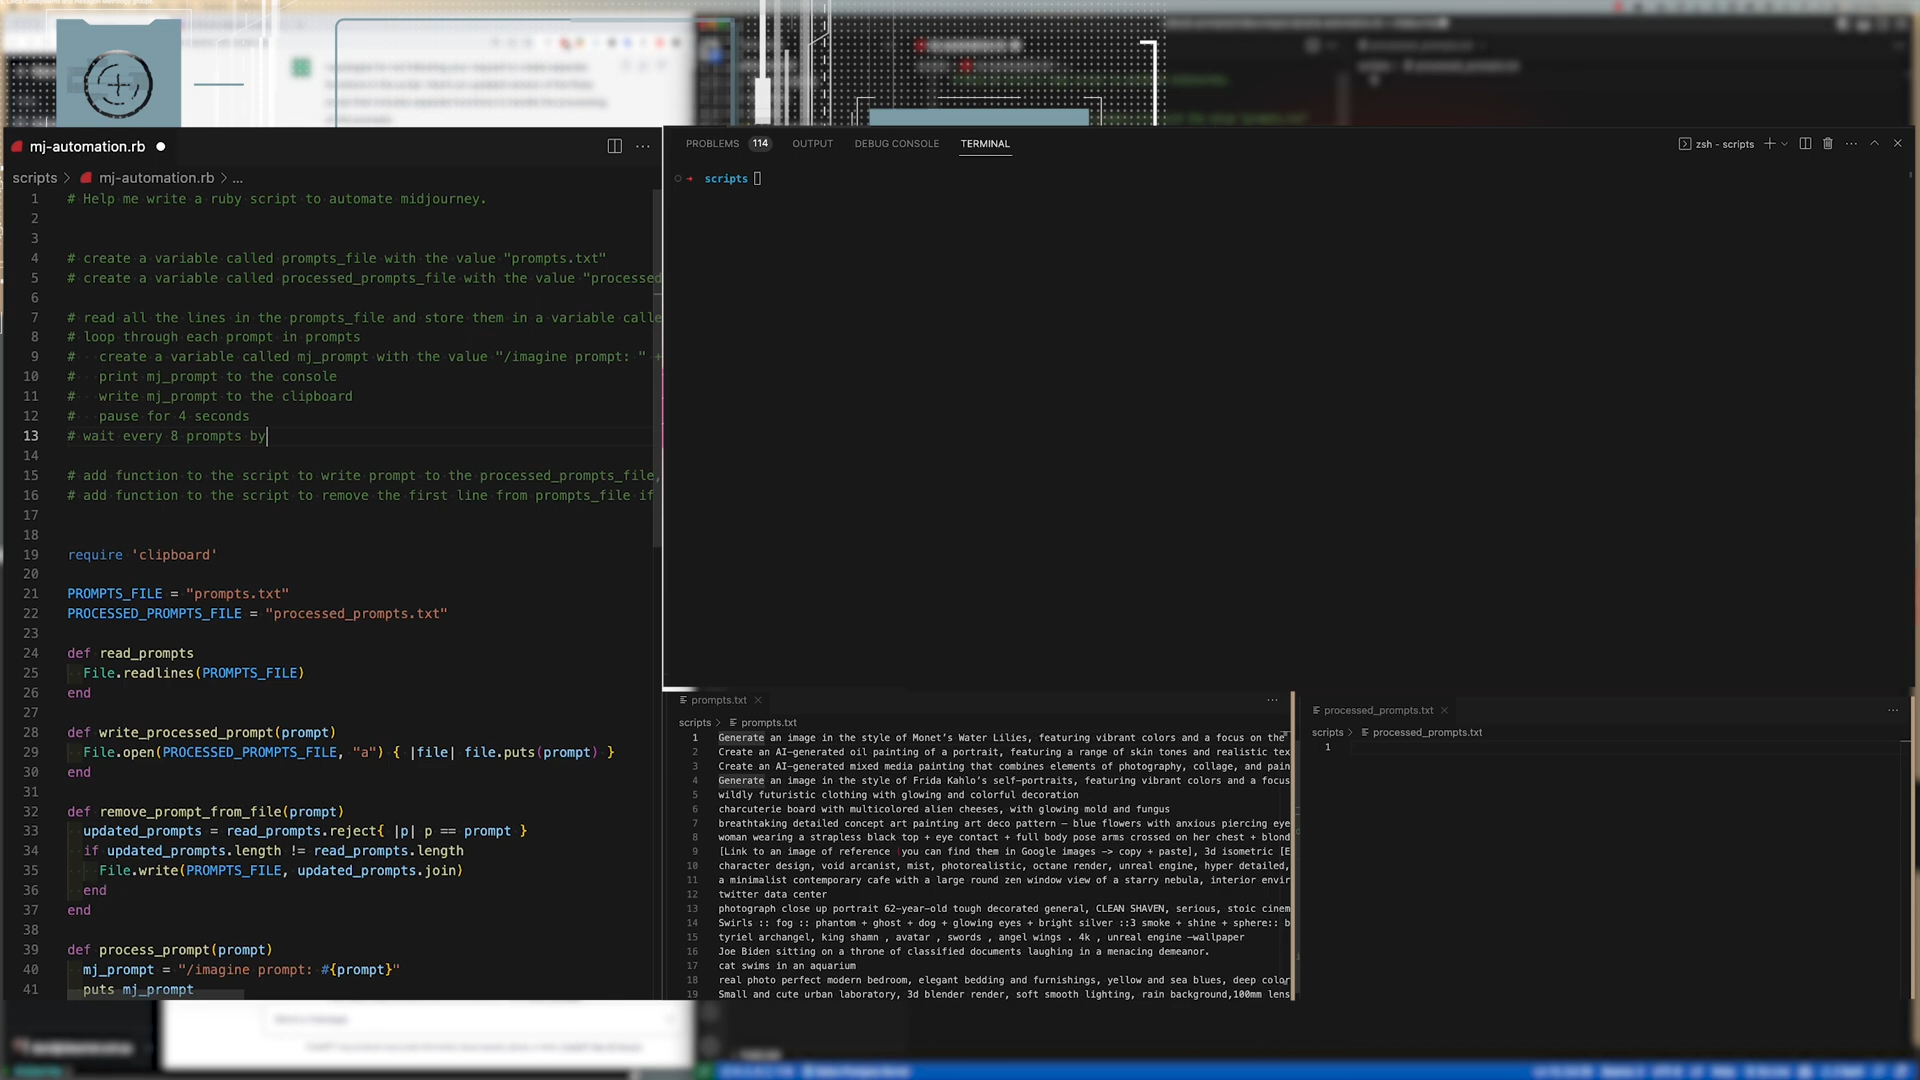 mj-automation.rb
scripts > mj-automation.rb > ...
1 # Help me write a ruby script to automate midjourney.
2
3
4 # create a variable called prompts_file with the value "prompts.txt"
5 # create a variable called processed_prompts_file with the value "processed
6
7 # read all the lines in the prompts_file and store them in a variable calle
8 # loop through each prompt in prompts
9 #   create a variable called mj_prompt with the value "/imagine prompt: " +
10 #   print mj_prompt to the console
11 #   write mj_prompt to the clipboard
12 #   pause for 4 seconds
13 # wait every 8 prompts by
14
15 # add function to the script to write prompt to the processed_prompts_file,
16 # add function to the script to remove the first line from prompts_file if
17
18
19 require 'clipboard'
20
21 PROMPTS_FILE = "prompts.txt"
22 PROCESSED_PROMPTS_FILE = "processed_prompts.txt"
23
24 def read_prompts
25   File.readlines(PROMPTS_FILE)
26 end
27
28 def write_processed_prompt(prompt)
29   File.open(PROCESSED_PROMPTS_FILE, "a") { |file| file.puts(prompt) }
30 end
31
32 def remove_prompt_from_file(prompt)
33   updated_prompts = read_prompts.reject{ |p| p == prompt }
34   if updated_prompts.length != read_prompts.length
35     File.write(PROMPTS_FILE, updated_prompts.join)
36   end
37 end
38
39 def process_prompt(prompt)
40   mj_prompt = "/imagine prompt: #{prompt}"
41   puts mj_prompt
PROBLEMS 114 OUTPUT DEBUG CONSOLE TERMINAL
zsh - scripts
scripts
prompts.txt
scripts > prompts.txt
1 Generate an image in the style of Monet's Water Lilies, featuring vibrant colors and a focus on the
2 Create an AI-generated oil painting of a portrait, featuring a range of skin tones and realistic tex
3 Create an AI-generated mixed media painting that combines elements of photography, collage, and pain
4 Generate an image in the style of Frida Kahlo's self-portraits, featuring vibrant colors and a focus
5 wildly futuristic clothing with glowing and colorful decoration
6 charcuterie board with multicolored alien cheeses, with glowing mold and fungus
7 breathtaking detailed concept art painting art deco pattern — blue flowers with anxious piercing eye
8 woman wearing a strapless black top + eye contact + full body pose arms crossed on her chest + blond
9 [Link to an image of reference (you can find them in Google images -> copy + paste], 3d isometric [E
10 character design, void arcanist, mist, photorealistic, octane render, unreal engine, hyper detailed,
11 a minimalist contemporary cafe with a large round zen window view of a starry nebula, interior envir
12 twitter data center
13 photograph close up portrait 62-year-old tough decorated general, CLEAN SHAVEN, serious, stoic cinem
14 Swirls :: fog :: phantom + ghost + dog + glowing eyes + bright silver ::3 smoke + shine + sphere:: b
15 tyriel archangel, king shamn , avatar , swords , angel wings . 4k , unreal engine —wallpaper
16 Joe Biden sitting on a throne of classified documents laughing in a menacing demeanor.
17 cat swims in an aquarium
18 real photo perfect modern bedroom, elegant bedding and furnishings, yellow and sea blues, deep color
19 Small and cute urban laboratory, 3d blender render, soft smooth lighting, rain background,100mm lens
processed_prompts.txt
scripts > processed_prompts.txt
1